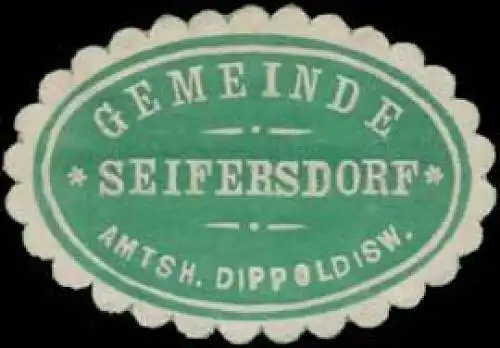 GEMEINDE
* SEIFERSDORF *
AMTSH. DIPPOLDISW.